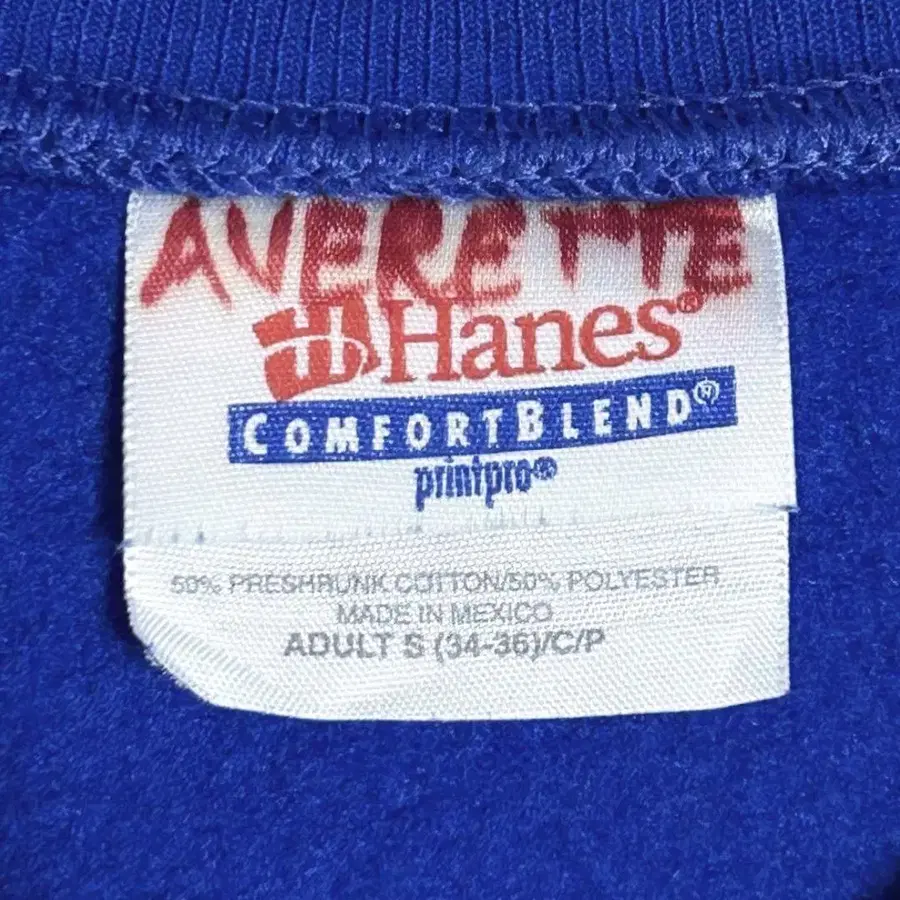 AVERETTE
Hanes®
COMFORTBLEND®
printpro®
50% PRESHRUNK COTTON/50% POLYESTER
MADE IN MEXICO
ADULT S (34-36)/C/P